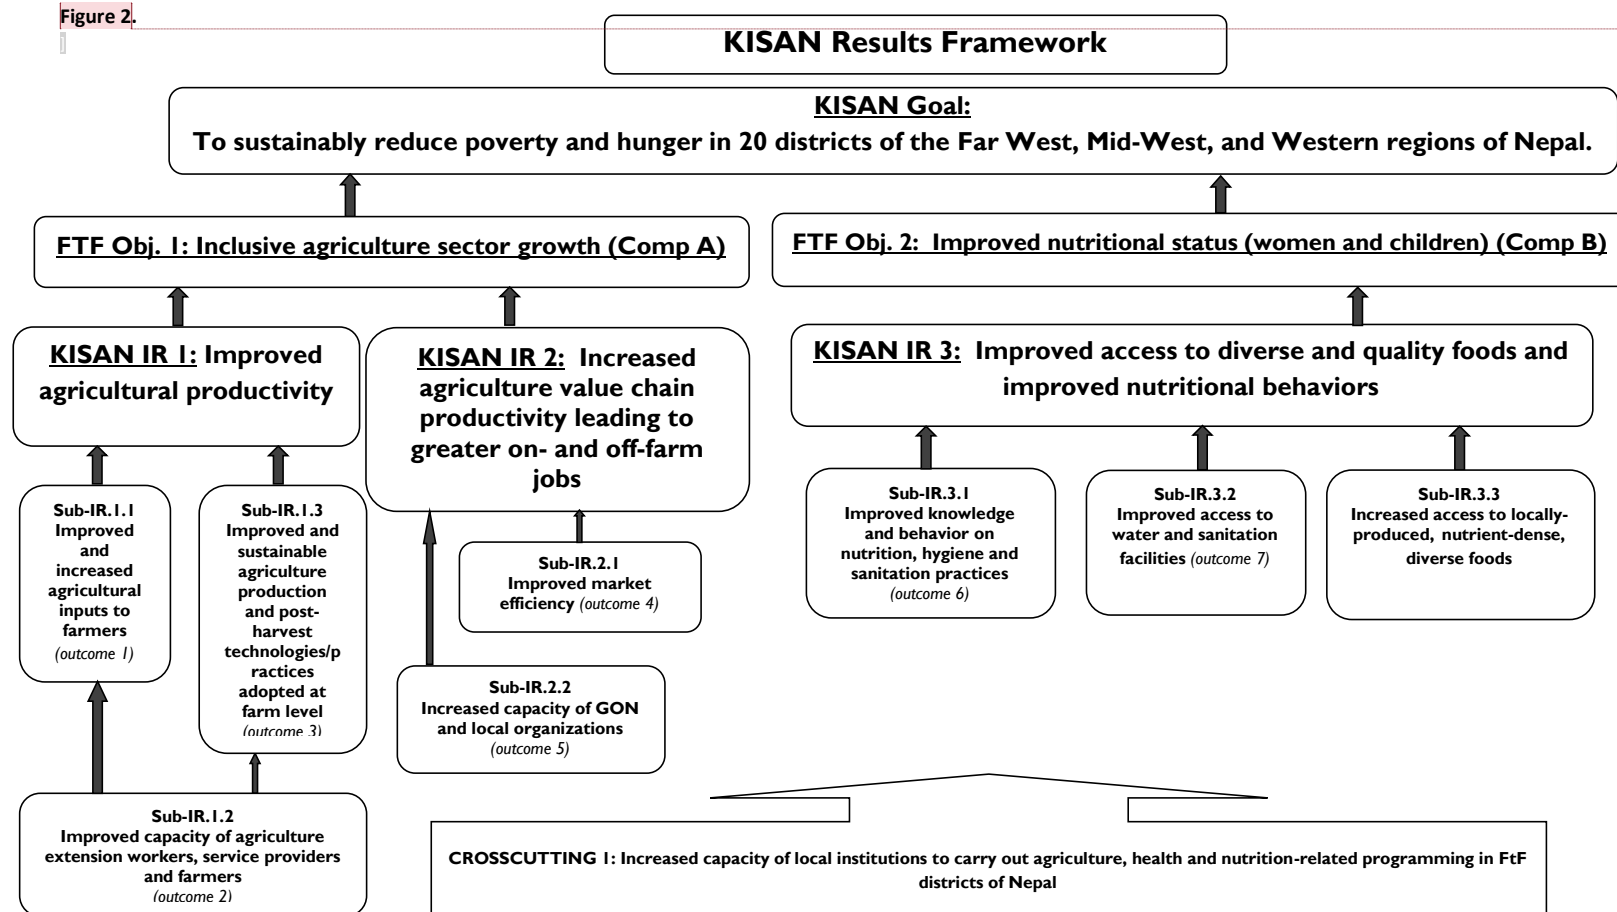 Figure 2.
KISAN Results Framework
KISAN Goal:
To sustainably reduce poverty and hunger in 20 districts of the Far West, Mid-West, and Western regions of Nepal.
FTF Obj. 1: Inclusive agriculture sector growth (Comp A)
FTF Obj. 2: Improved nutritional status (women and children) (Comp B)
KISAN IR 1: Improved
agricultural productivity
KISAN IR 2: Increased
agriculture value chain
productivity leading to
greater on- and off-farm
jobs
KISAN IR 3: Improved access to diverse and quality foods and
improved nutritional behaviors
Sub-IR.1.1
Improved
and
increased
agricultural
inputs to
farmers
(outcome 1)
Sub-IR.1.3
Improved and
sustainable
agriculture
production
and post-
harvest
technologies/p
ractices
adopted at
farm level
(outcome 3)
Sub-IR.2.1
Improved market
efficiency (outcome 4)
Sub-IR.2.2
Increased capacity of GON
and local organizations
(outcome 5)
Sub-IR.3.1
Improved knowledge
and behavior on
nutrition, hygiene and
sanitation practices
(outcome 6)
Sub-IR.3.2
Improved access to
water and sanitation
facilities (outcome 7)
Sub-IR.3.3
Increased access to locally-
produced, nutrient-dense,
diverse foods
Sub-IR.1.2
Improved capacity of agriculture
extension workers, service providers
and farmers
(outcome 2)
CROSSCUTTING 1: Increased capacity of local institutions to carry out agriculture, health and nutrition-related programming in FtF
districts of Nepal